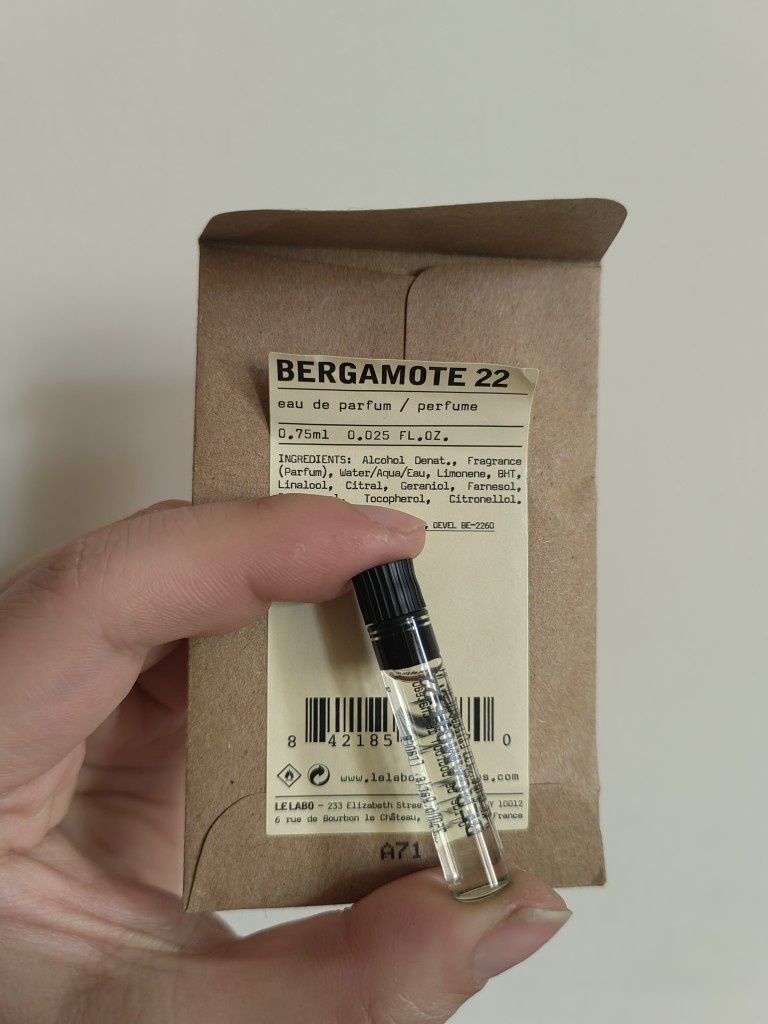 BERGAMOTE 22
eau de parfum / perfume
0.75ml 0.025 FL.OZ.
INGREDIENTS: Alcohol Denat., Fragrance
(Parfum), Water/Aqua/Eau, Limonene, BHT,
Linalool, Citral, Geraniol, Farnesol,
Tocopherol, Citronellol.
DEVEL BE-2260
8 42185 0
www.lelabo
.com
LE LABO - 233 Elizabeth Stree NY 10012
6 rue de Bourbon le Château, France
A71